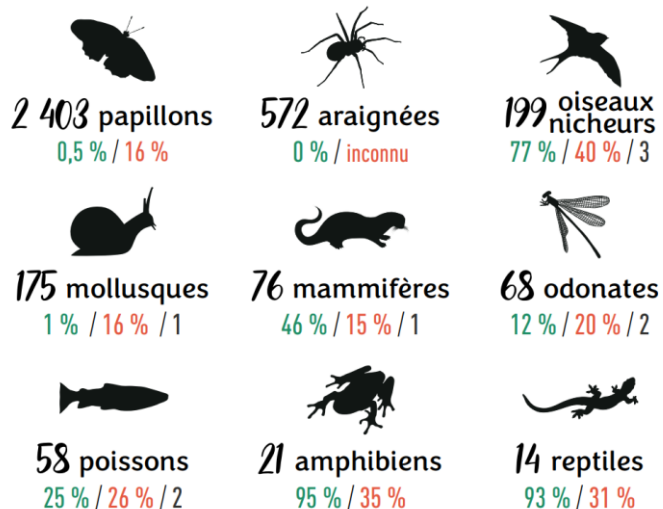 2 403 papillons
0,5 % / 16 %
572 araignées
0 % / inconnu
199 oiseaux nicheurs
77 % / 40 % / 3
175 mollusques
1 % / 16 % / 1
76 mammifères
46 % / 15 % / 1
68 odonates
12 % / 20 % / 2
58 poissons
25 % / 26 % / 2
21 amphibiens
95 % / 35 %
14 reptiles
93 % / 31 %